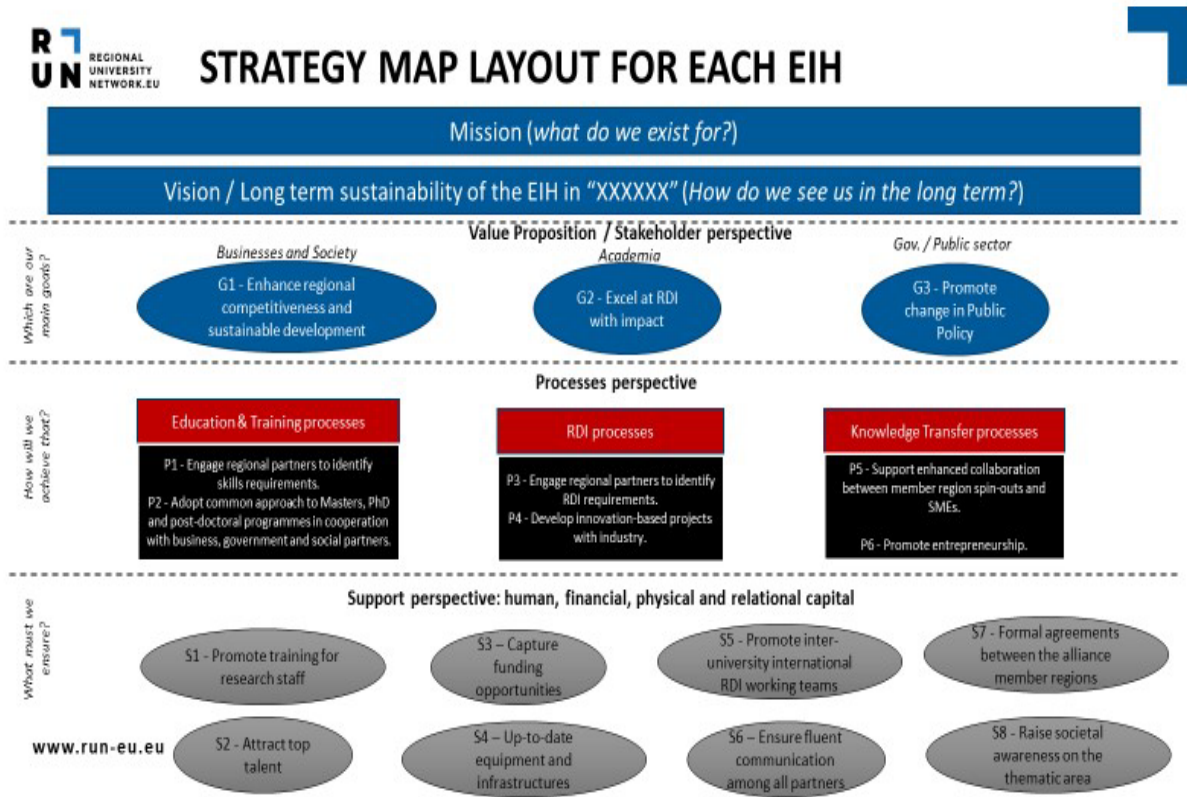 R
UN
REGIONAL
UNIVERSITY
NETWORK.EU
STRATEGY MAP LAYOUT FOR EACH EIH
Mission (what do we exist for?)
Vision / Long term sustainability of the EIH in “XXXXXX” (How do we see us in the long term?)
Which are our
main goals?
Value Proposition / Stakeholder perspective
Businesses and Society
G1 - Enhance regional
competitiveness and
sustainable development
Academia
G2 - Excel at RDI
with impact
Gov. / Public sector
G3 - Promote
change in Public
Policy
How will we
achieve that?
Processes perspective
Education & Training processes
P1 - Engage regional partners to identify
skills requirements.
P2 - Adopt common approach to Masters, PhD
and post-doctoral programmes in cooperation
with business, government and social partners.
RDI processes
P3 - Engage regional partners to identify
RDI requirements.
P4 - Develop innovation-based projects
with industry.
Knowledge Transfer processes
P5 - Support enhanced collaboration
between member region spin-outs and
SMEs.
P6 - Promote entrepreneurship.
What must we
ensure?
Support perspective: human, financial, physical and relational capital
S1 - Promote training for
research staff
S3 – Capture
funding
opportunities
S5 - Promote inter-
university international
RDI working teams
S7 - Formal agreements
between the alliance
member regions
S2 - Attract top
talent
S4 – Up-to-date
equipment and
infrastructures
S6 – Ensure fluent
communication
among all partners
S8 – Raise societal
awareness on the
thematic area
www.run-eu.eu